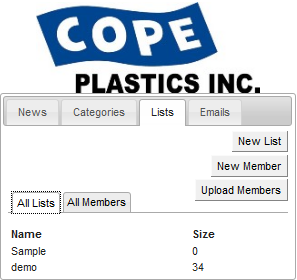 COPE
PLASTICS INC.
News Categories Lists Emails
New List
New Member
Upload Members
All Lists All Members
Name Size
Sample 0
demo 34